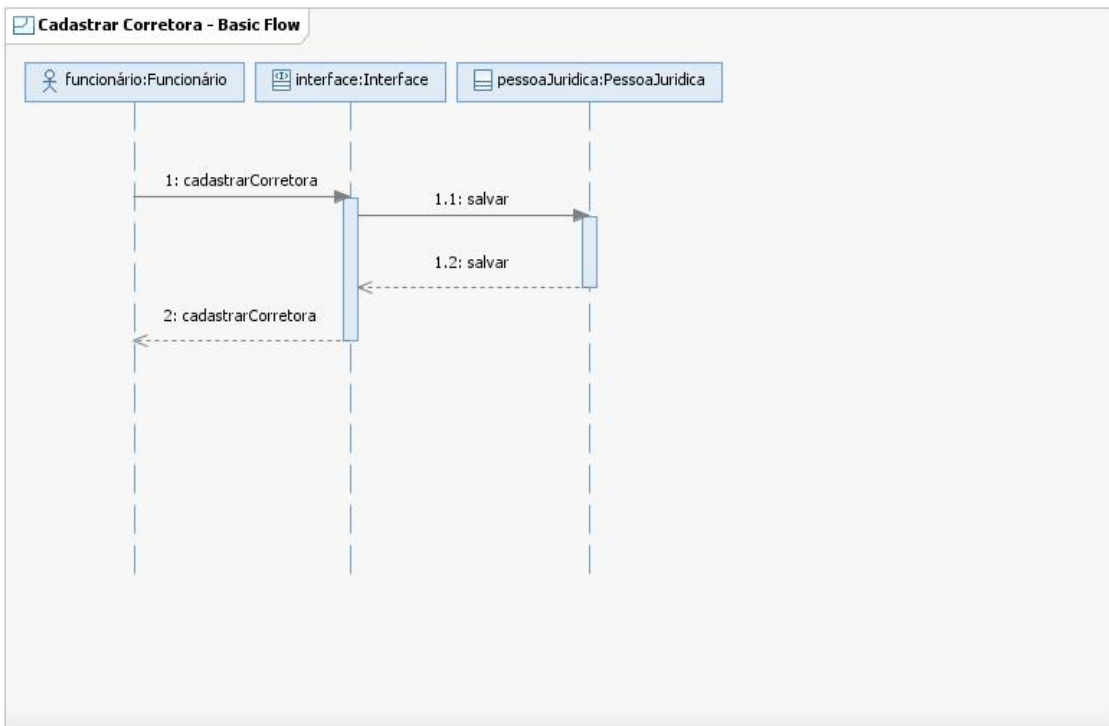 Cadastrar Corretora - Basic Flow
funcionário:Funcionário
interface:Interface
pessoaJuridica:PessoaJuridica
1: cadastrarCorretora
1.1: salvar
1.2: salvar
2: cadastrarCorretora